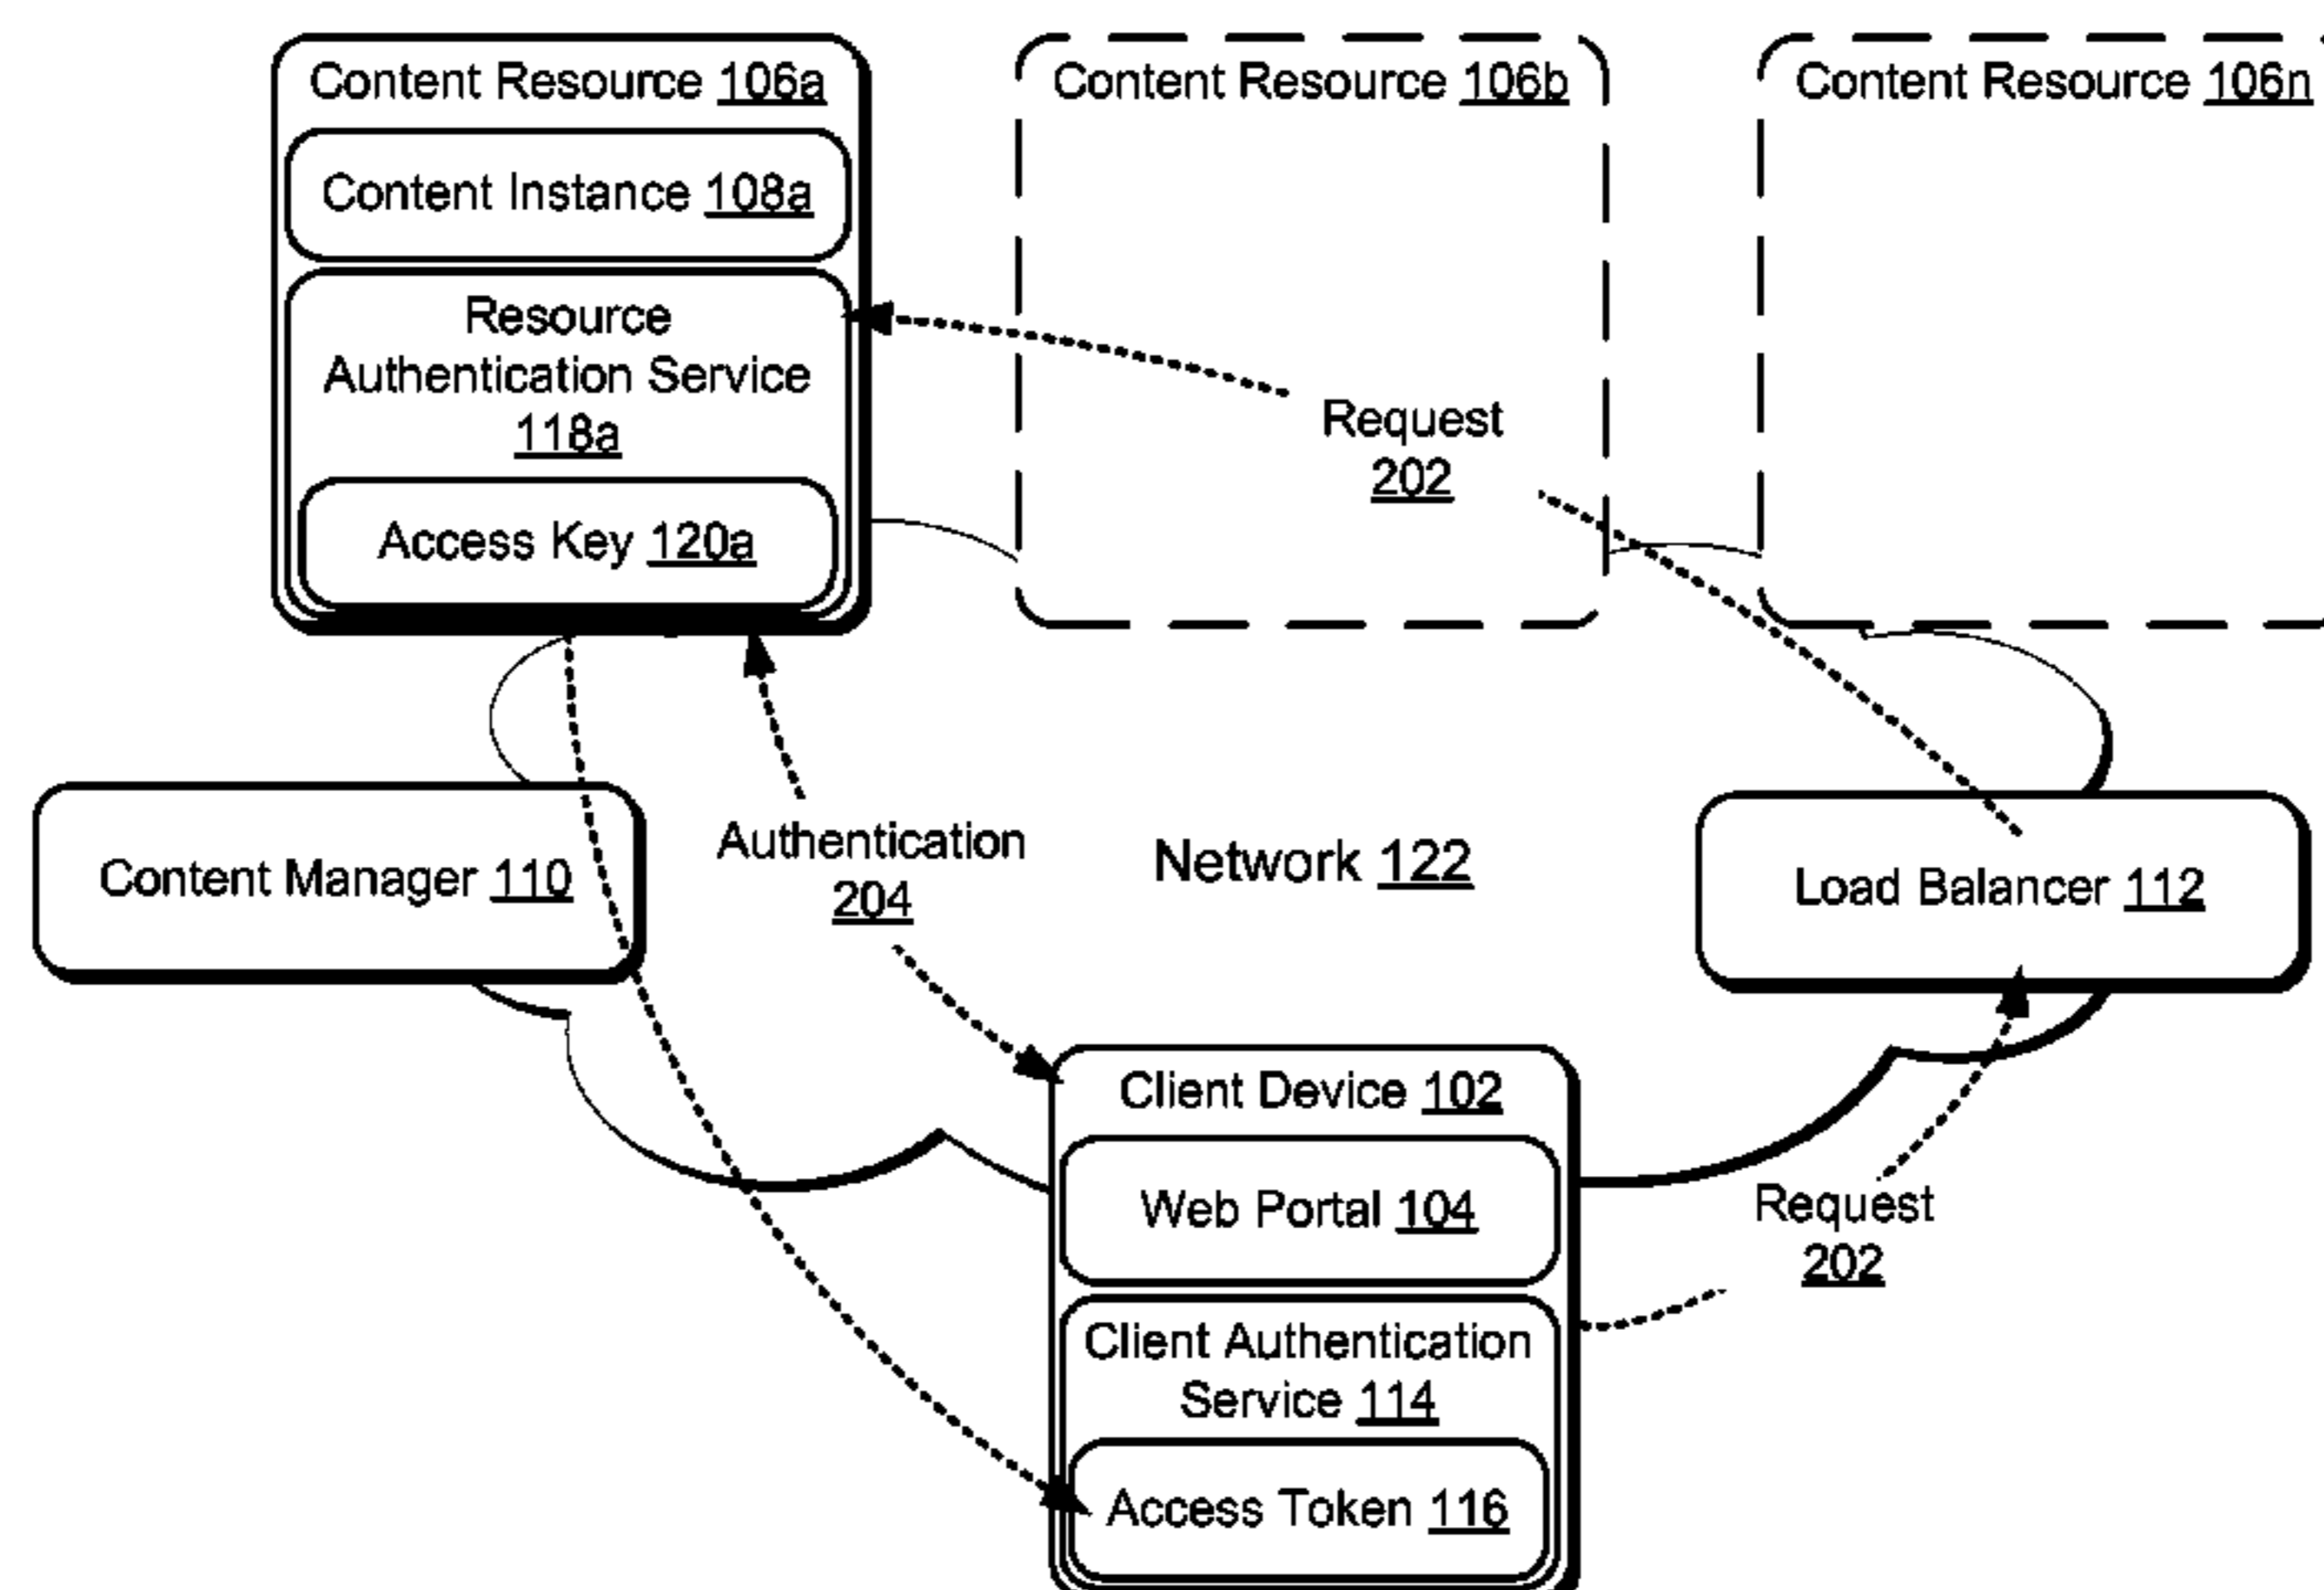 Content Resource 106a
Content Resource 106b
Content Resource 106n
Content Instance 108a
Resource
Authentication Service
118a
Access Key 120a
Request
202
Content Manager 110
Authentication
204
Network 122
Load Balancer 112
Client Device 102
Web Portal 104
Request
202
Client Authentication
Service 114
Access Token 116